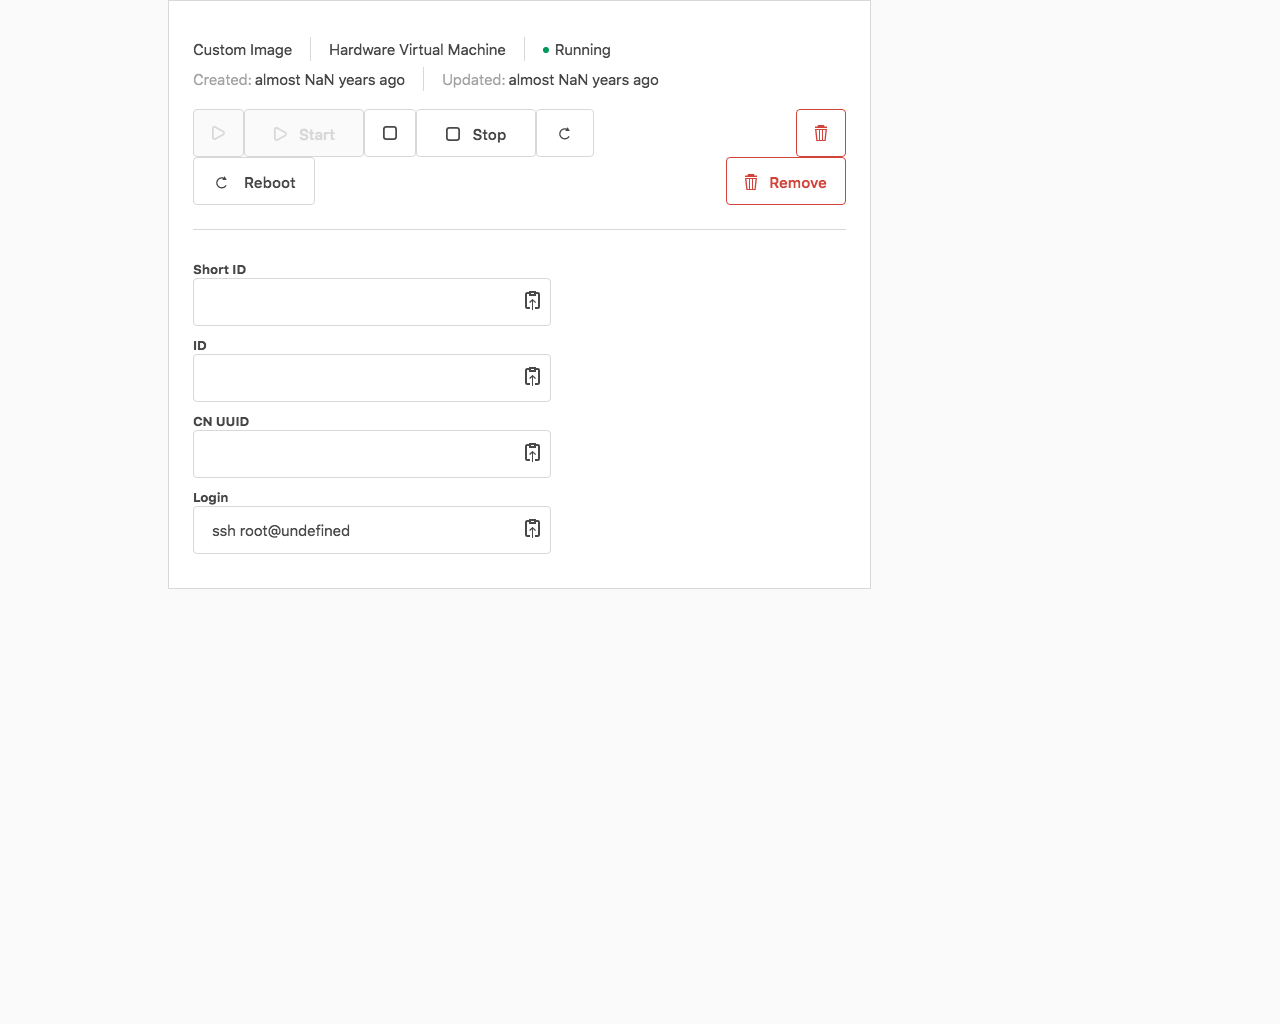 Custom Image Hardware Virtual Machine Running
Created: almost NaN years ago Updated: almost NaN years ago
Start Stop
Reboot Remove
Short ID
ID
CN UUID
Login
ssh root@undefined